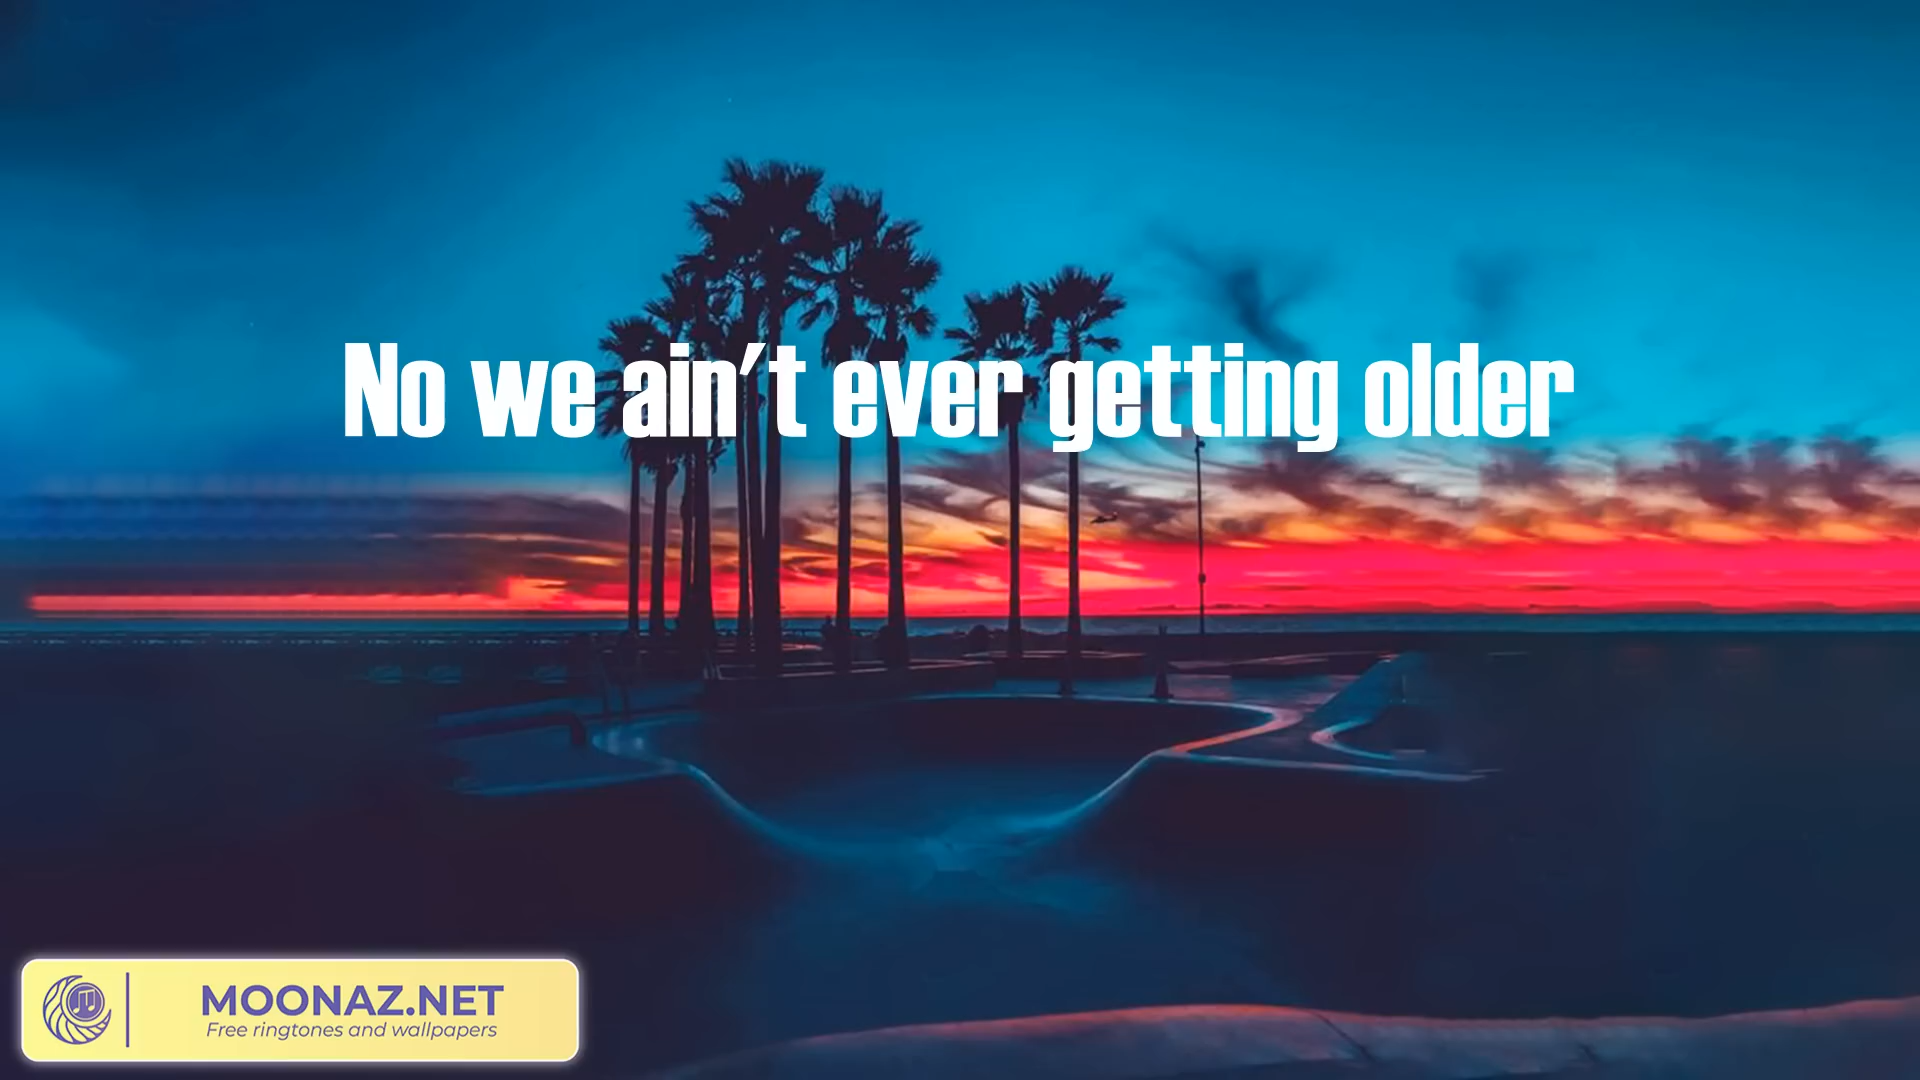 No we ain't ever getting older
MOONAZ.NET
Free ringtones and wallpapers